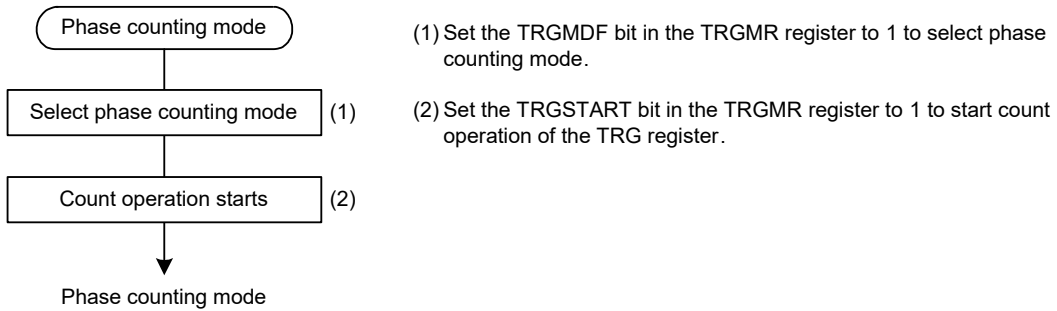 Phase counting mode
Select phase counting mode (1)
Count operation starts (2)
Phase counting mode
(1) Set the TRGMDF bit in the TRGMR register to 1 to select phase
counting mode.
(2) Set the TRGSTART bit in the TRGMR register to 1 to start count
operation of the TRG register.